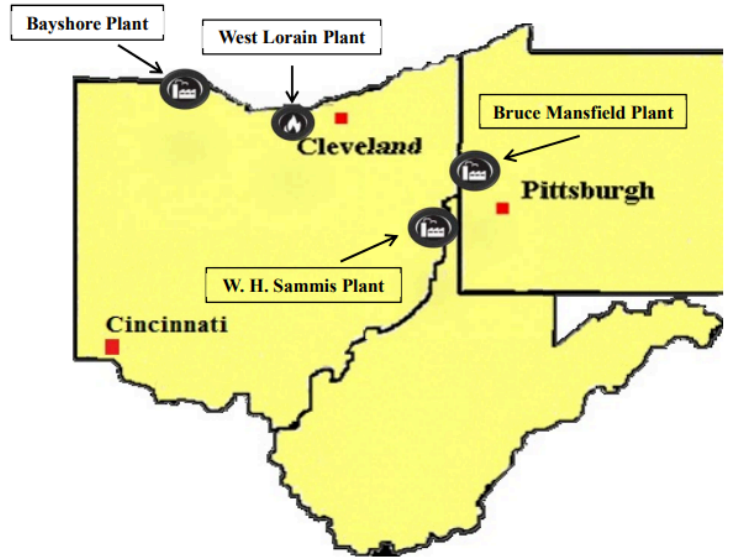 Bayshore Plant
West Lorain Plant
Bruce Mansfield Plant
Cleveland
Pittsburgh
W. H. Sammis Plant
Cincinnati